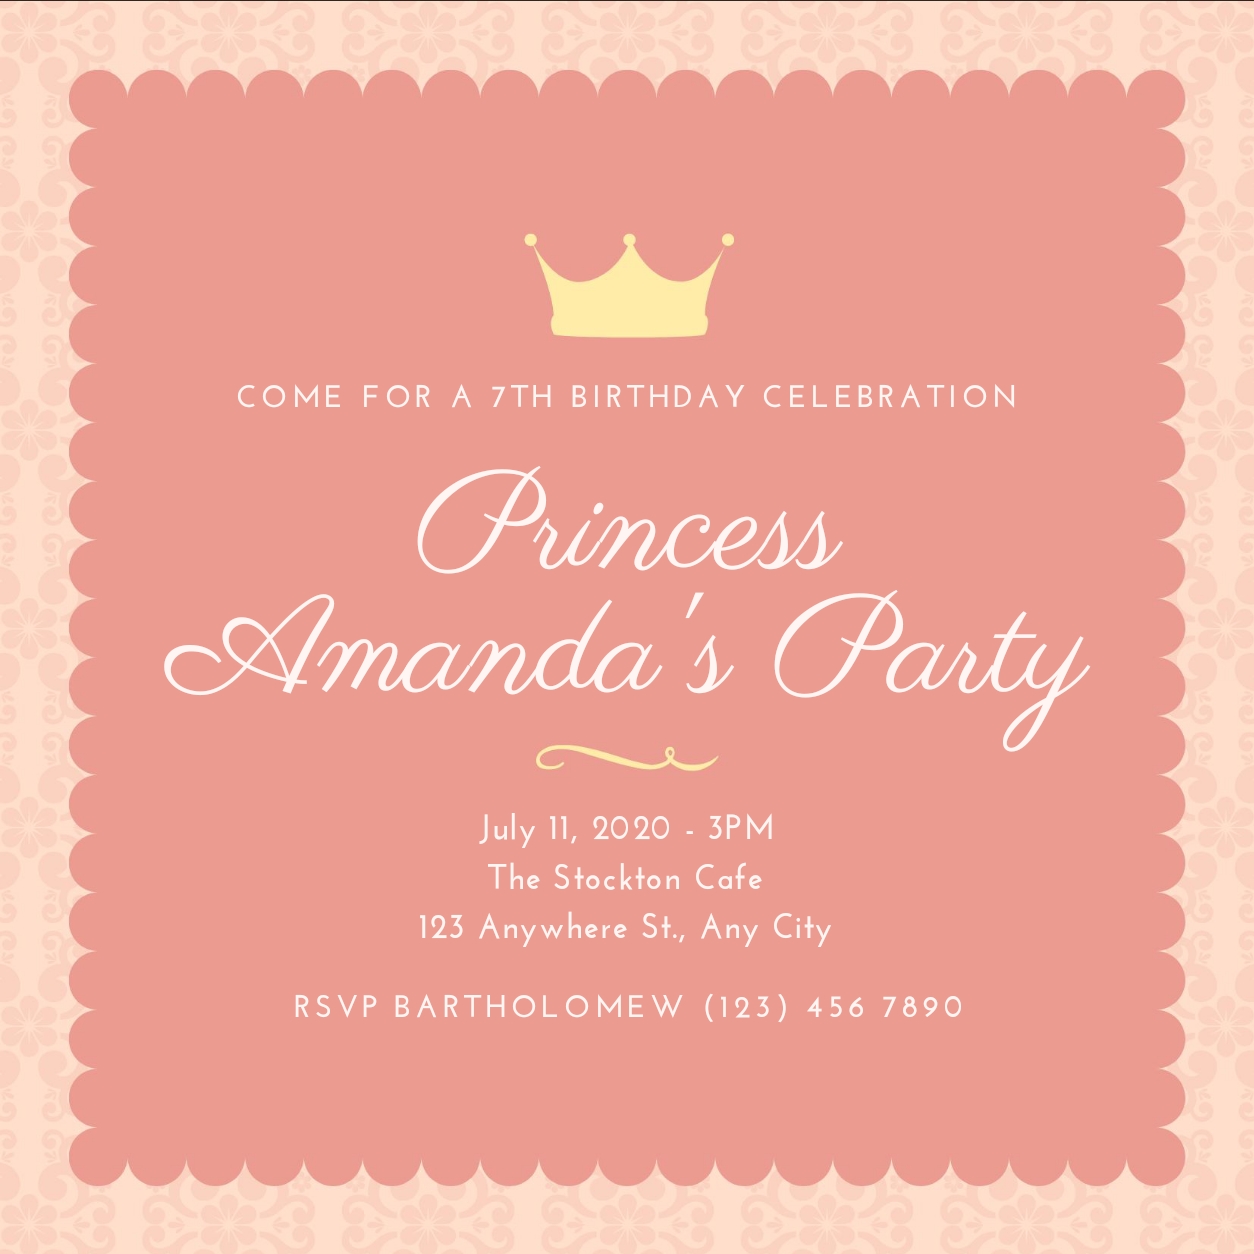 COME FOR A 7TH BIRTHDAY CELEBRATION
Princess
Amanda's Party
July 11, 2020 - 3PM
The Stockton Cafe
123 Anywhere St., Any City
RSVP BARTHOLOMEW (123) 456 7890